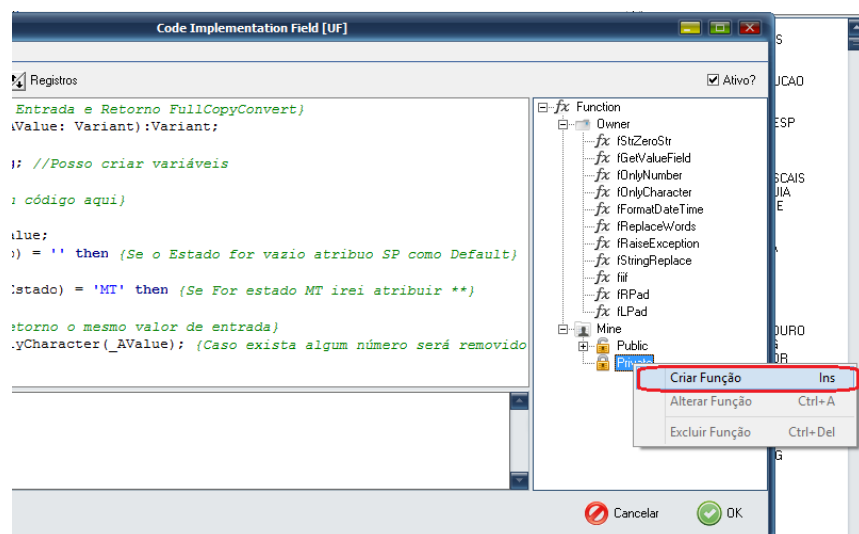 Code Implementation Field [UF]
Registros
Ativo?
Entrada e Retorno FullCopyConvert}
AValue: Variant):Variant;
; //Posso criar variáveis
código aqui}
alue;
) = '' then {Se o Estado for vazio atribuo SP como Default}
Estado) = 'MT' then {Se For estado MT irei atribuir **}
etorno o mesmo valor de entrada}
lyCharacter(_AValue); {Caso exista algum número será removido
Function
Owner
fStrZeroStr
fGetValueField
fOnlyNumber
fOnlyCharacter
fFormatDateTime
fReplaceWords
fRaiseException
fStringReplace
fiif
fRPad
fLPad
Mine
Public
Private
Criar Função Ins
Alterar Função Ctrl+A
Excluir Função Ctrl+Del
Cancelar
OK
S
UCAO
ESP
SCAIS
JIA
E
OURO
OR
G